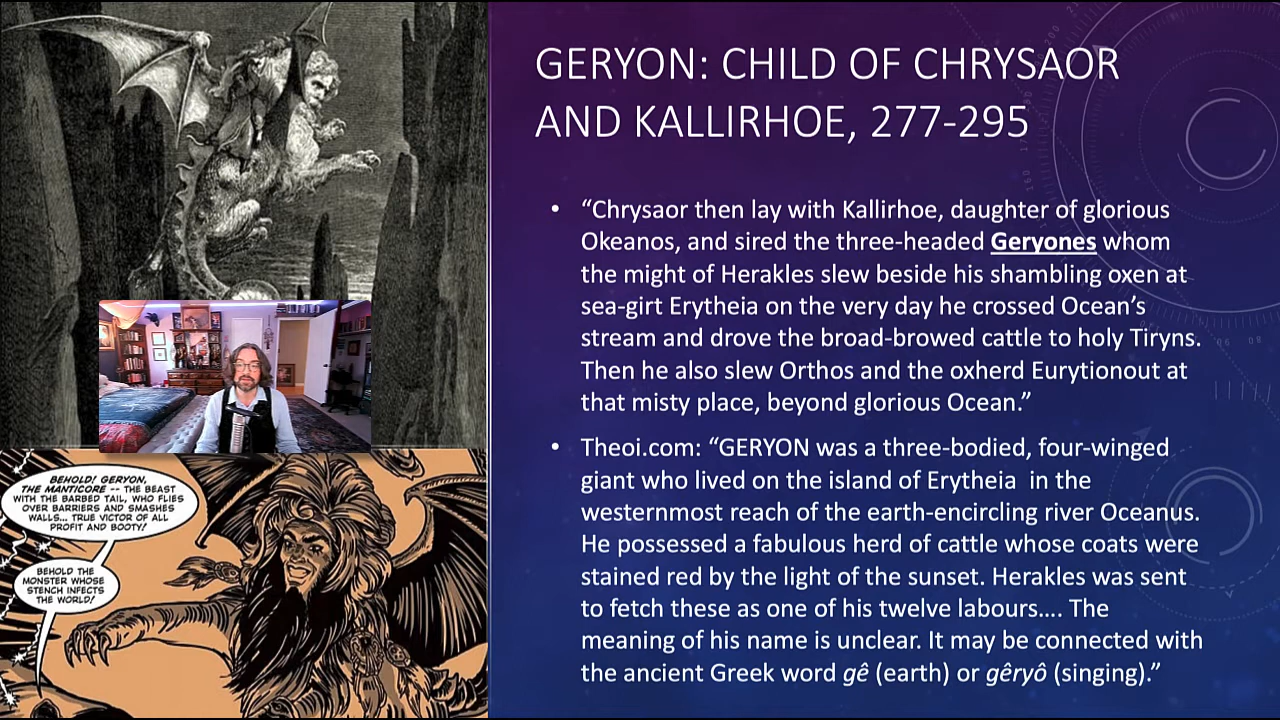 GERYON: CHILD OF CHRYSAOR
AND KALLIRHOE, 277-295
• “Chrysaor then lay with Kallirhoe, daughter of glorious
Okeanos, and sired the three-headed Geryones whom
the might of Herakles slew beside his shambling oxen at
sea-girt Erytheia on the very day he crossed Ocean’s
stream and drove the broad-browed cattle to holy Tiryns.
Then he also slew Orthos and the oxherd Eurytionout at
that misty place, beyond glorious Ocean.”
• Theoi.com: “GERYON was a three-bodied, four-winged
giant who lived on the island of Erytheia in the
westernmost reach of the earth-encircling river Oceanus.
He possessed a fabulous herd of cattle whose coats were
stained red by the light of the sunset. Herakles was sent
to fetch these as one of his twelve labours…. The
meaning of his name is unclear. It may be connected with
the ancient Greek word gê (earth) or gêryô (singing).”
BEHOLD! GERYON,
THE MANTICORE -- THE BEAST
WITH THE BARBED TAIL, WHO FLIES
OVER BARRIERS AND SMASHES
WALLS... TRUE VICTOR OF ALL
PROFIT AND BOOTY!
BEHOLD THE
MONSTER WHOSE
STENCH INFECTS
THE WORLD!